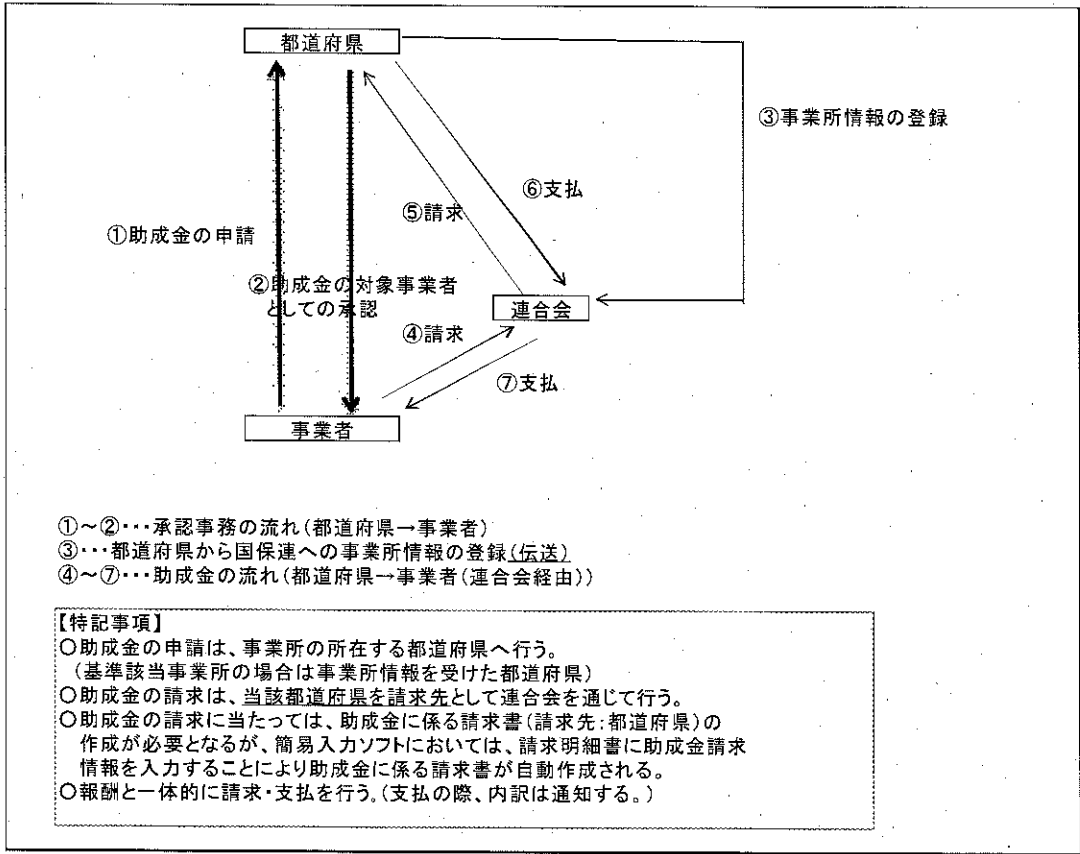 都道府県
③事業所情報の登録
⑥支払
⑤請求
①助成金の申請
②助成金の対象事業者
としての承認
連合会
④請求
⑦支払
事業者
①～②･･･承認事務の流れ(都道府県→事業者)
③･･･都道府県から国保連への事業所情報の登録(伝送)
④～⑦･･･助成金の流れ(都道府県→事業者(連合会経由))
【特記事項】
○助成金の申請は、事業所の所在する都道府県へ行う。
(基準該当事業所の場合は事業所情報を受けた都道府県)
○助成金の請求は、当該都道府県を請求先として連合会を通じて行う。
○助成金の請求に当たっては、助成金に係る請求書(請求先:都道府県)の
作成が必要となるが、簡易入力ソフトにおいては、請求明細書に助成金請求
情報を入力することにより助成金に係る請求書が自動作成される。
○報酬と一体的に請求・支払を行う。(支払の際、内訳は通知する。)